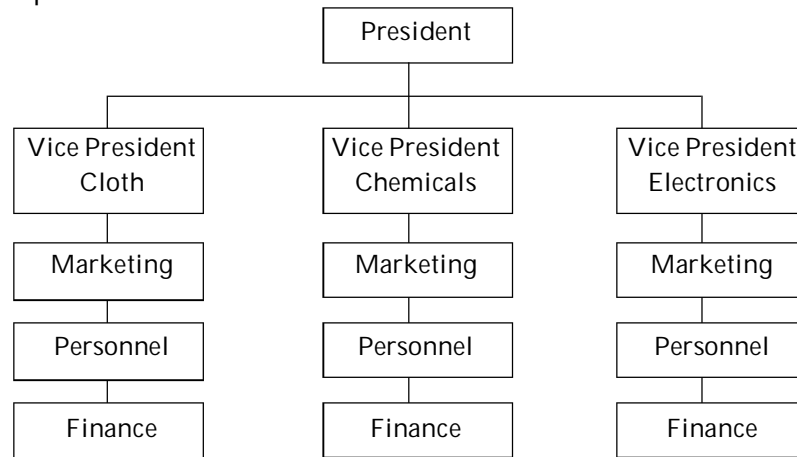 President
Vice President
Cloth
Vice President
Chemicals
Vice President
Electronics
Marketing
Marketing
Marketing
Personnel
Personnel
Personnel
Finance
Finance
Finance